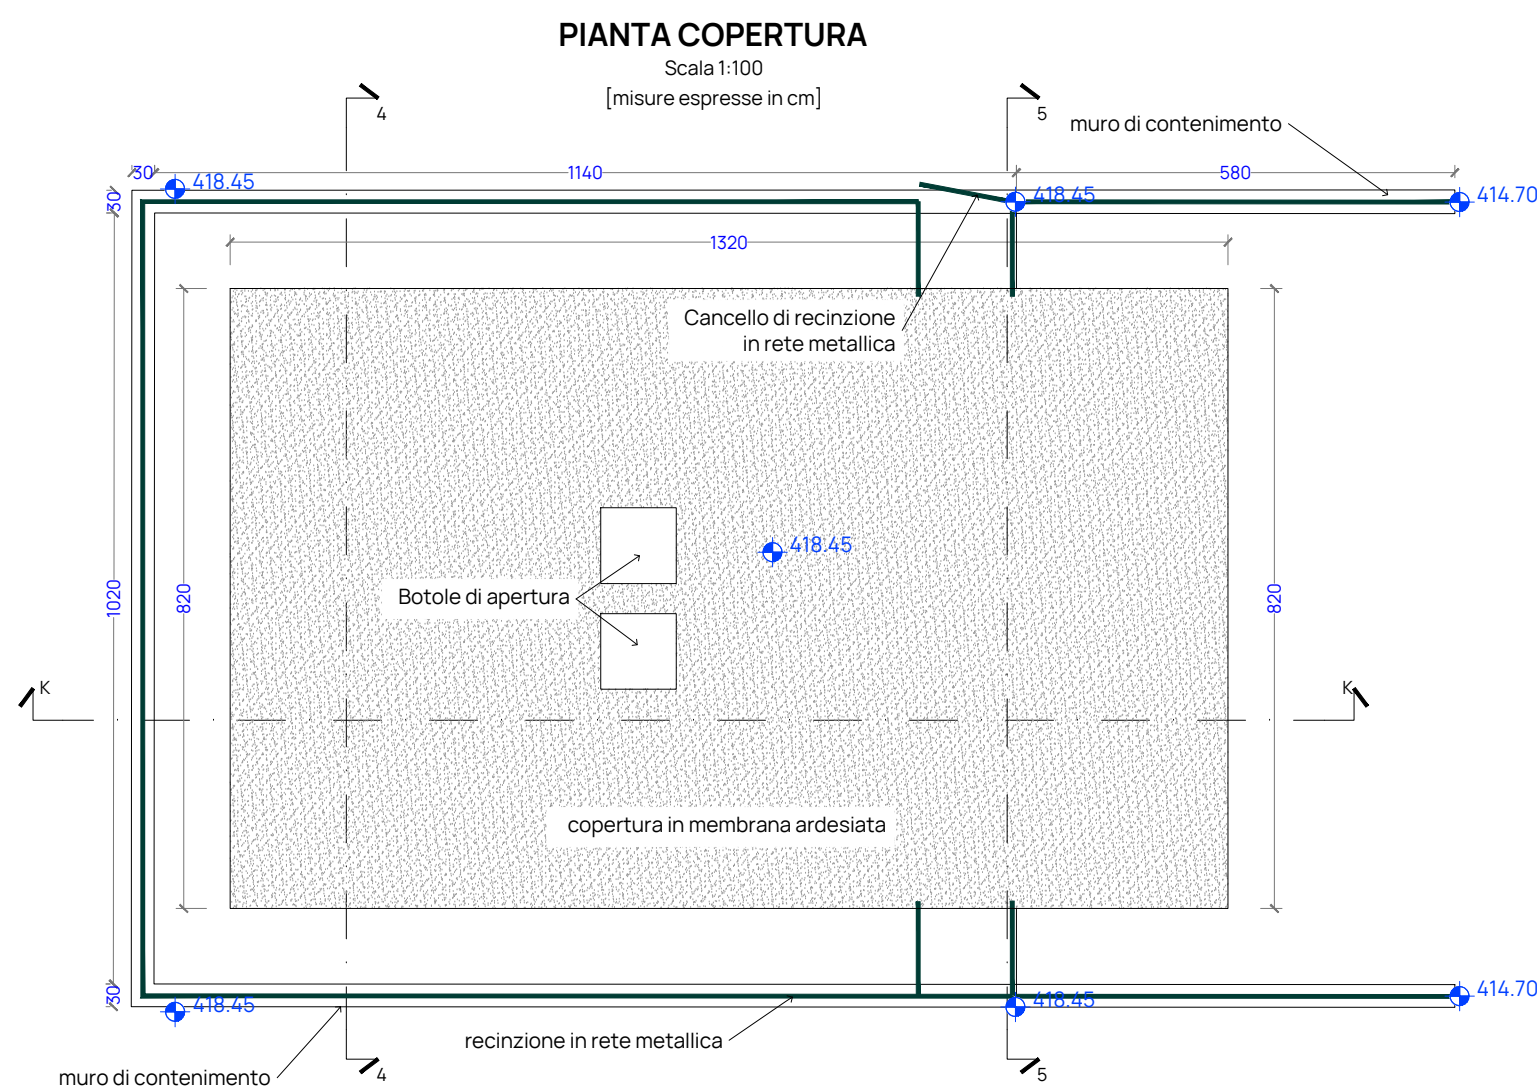 PIANTA COPERTURA
Scala 1:100
[misure espresse in cm]
4
5
muro di contenimento
30
1140
580
418.45
418.45
414.70
30
1320
Cancello di recinzione
in rete metallica
418.45
Botole di apertura
1020
820
820
K
K
copertura in membrana ardesiata
30
418.45
418.45
414.70
recinzione in rete metallica
muro di contenimento
4
5